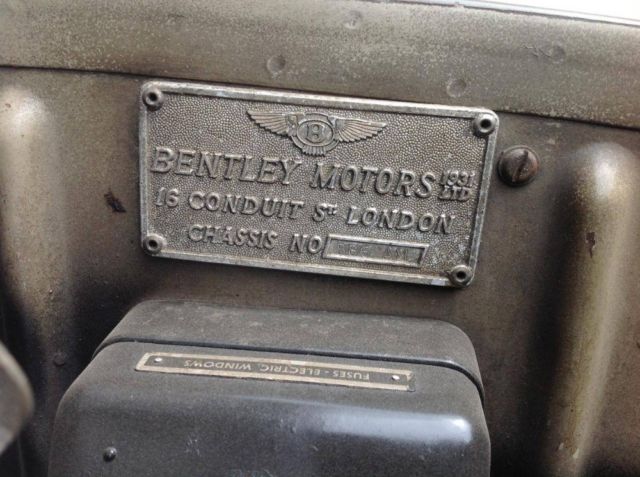 B
BENTLEY MOTORS 1931 LTD
16 CONDUIT ST LONDON
CHASSIS NO
FUSES - ELECTRIC, WINDOWS